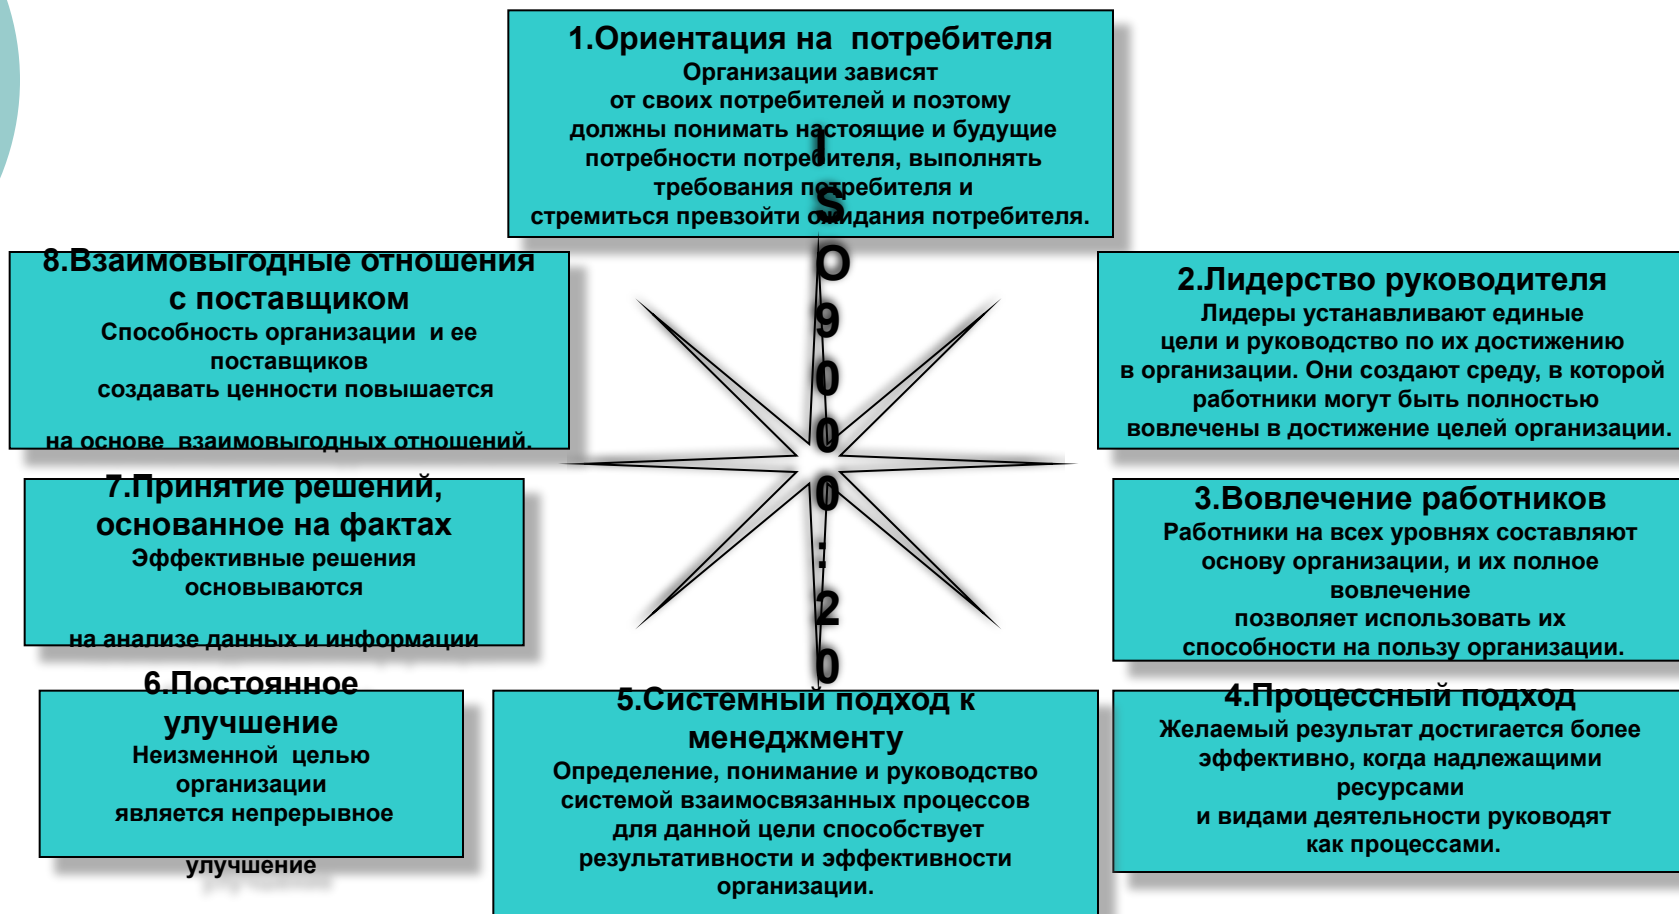 1.Ориентация на потребителя
Организации зависят
от своих потребителей и поэтому
должны понимать настоящие и будущие
потребности потребителя, выполнять
требования потребителя и
стремиться превзойти ожидания потребителя.
2.Лидерство руководителя
Лидеры устанавливают единые
цели и руководство по их достижению
в организации. Они создают среду, в которой
работники могут быть полностью
вовлечены в достижение целей организации.
3.Вовлечение работников
Работники на всех уровнях составляют
основу организации, и их полное
вовлечение
позволяет использовать их
способности на пользу организации.
4.Процессный подход
Желаемый результат достигается более
эффективно, когда надлежащими
ресурсами
и видами деятельности руководят
как процессами.
5.Системный подход к
менеджменту
Определение, понимание и руководство
системой взаимосвязанных процессов
для данной цели способствует
результативности и эффективности
организации.
6.Постоянное
улучшение
Неизменной целью
организации
является непрерывное
улучшение
7.Принятие решений,
основанное на фактах
Эффективные решения
основываются
на анализе данных и информации
8.Взаимовыгодные отношения
с поставщиком
Способность организации и ее
поставщиков
создавать ценности повышается
на основе взаимовыгодных отношений.
I
S
O
9
0
0
0
:
2
0